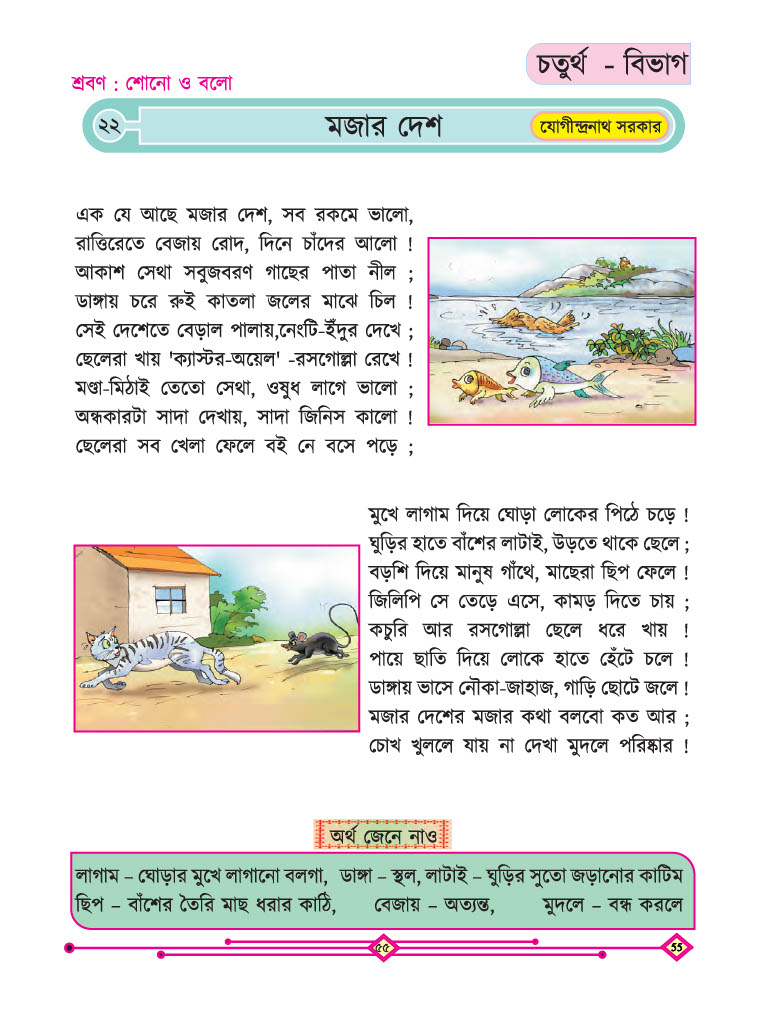 চতুর্থ - বিভাগ
শ্রবণ : শোনো ও বলো
২২ মজার দেশ যোগীন্দ্রনাথ সরকার
এক যে আছে মজার দেশ, সব রকমে ভালো,
রাত্তিরেতে বেজায় রোদ, দিনে চাঁদের আলো !
আকাশ সেথা সবুজবরণ গাছের পাতা নীল ;
ডাঙ্গায় চরে রুই কাতলা জলের মাঝে চিল !
সেই দেশেতে বেড়াল পালায়,নেংটি-ইঁদুর দেখে ;
ছেলেরা খায় 'ক্যাস্টর-অয়েল' -রসগোল্লা রেখে !
মণ্ডা-মিঠাই তেতো সেথা, ওষুধ লাগে ভালো ;
অন্ধকারটা সাদা দেখায়, সাদা জিনিস কালো !
ছেলেরা সব খেলা ফেলে বই নে বসে পড়ে ;
মুখে লাগাম দিয়ে ঘোড়া লোকের পিঠে চড়ে !
ঘুড়ির হাতে বাঁশের লাটাই, উড়তে থাকে ছেলে ;
বড়শি দিয়ে মানুষ গাঁথে, মাছেরা ছিপ ফেলে !
জিলিপি সে তেড়ে এসে, কামড় দিতে চায় ;
কচুরি আর রসগোল্লা ছেলে ধরে খায় !
পায়ে ছাতি দিয়ে লোকে হাতে হেঁটে চলে !
ডাঙ্গায় ভাসে নৌকা-জাহাজ, গাড়ি ছোটে জলে !
মজার দেশের মজার কথা বলবো কত আর ;
চোখ খুললে যায় না দেখা মুদলে পরিষ্কার !
অর্থ জেনে নাও
লাগাম – ঘোড়ার মুখে লাগানো বলগা, ডাঙ্গা – স্থল, লাটাই – ঘুড়ির সুতো জড়ানোর কাটিম
ছিপ – বাঁশের তৈরি মাছ ধরার কাঠি, বেজায় – অত্যন্ত, মুদলে – বন্ধ করলে
৫৫ 55